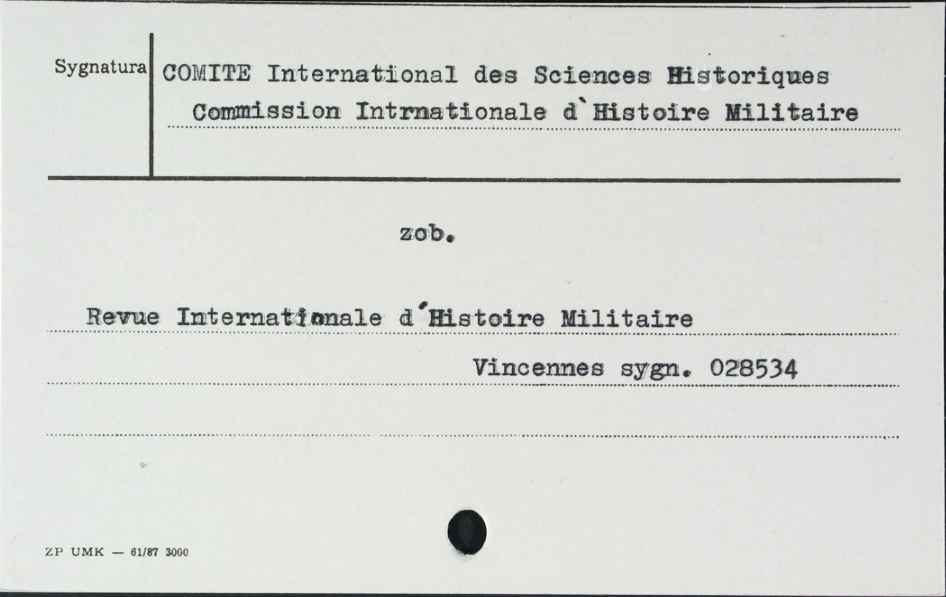 Sygnatura
COMITE International des Sciences Historiques
Commission Intrnationale d`Histoire Militaire
zob.
Revue Internationale d´Histoire Militaire
Vincennes sygn. 028534
ZP UMK — 61/87 3000